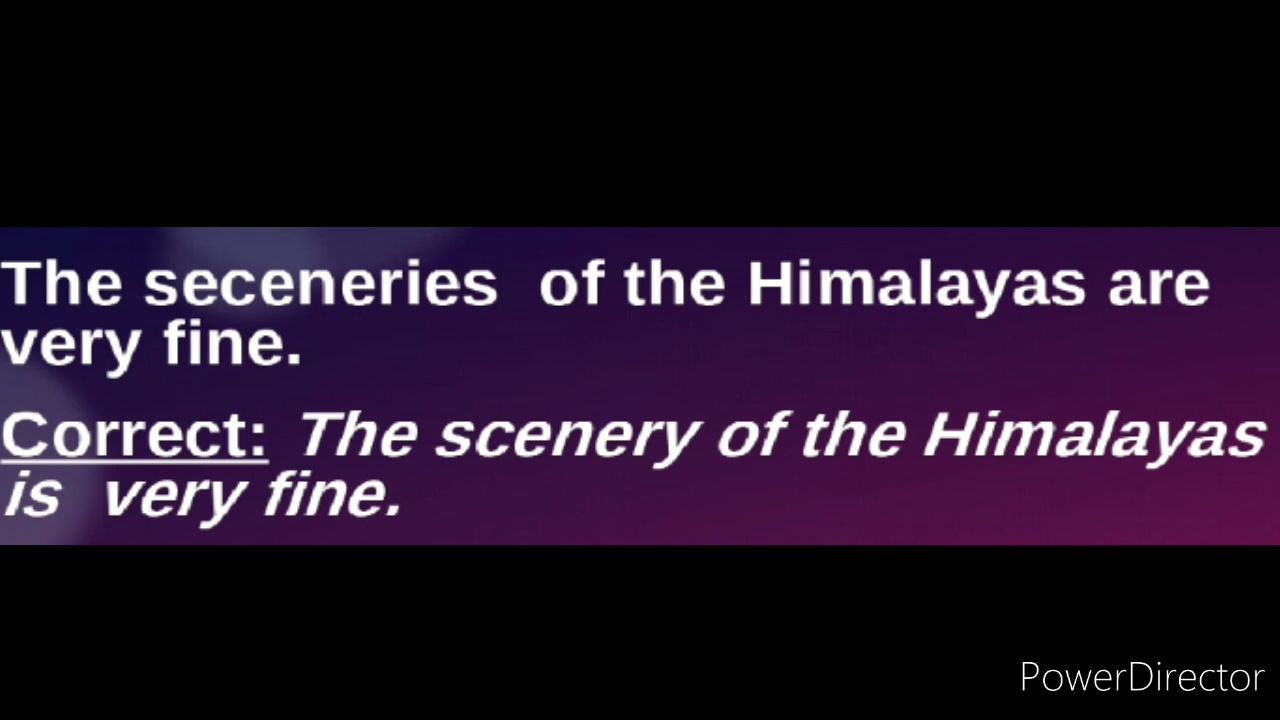 The seceneries of the Himalayas are
very fine.
Correct: The scenery of the Himalayas
is very fine.
PowerDirector